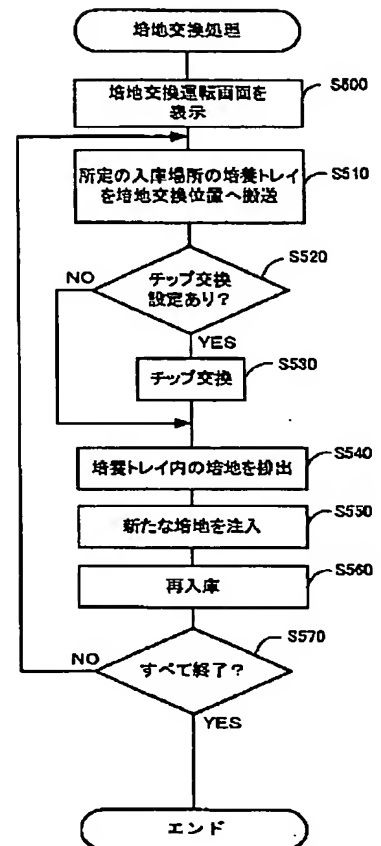 培地交換処理
培地交換運転画面を
表示
S500
所定の入庫場所の培養トレイ
を培地交換位置へ搬送
S510
チップ交換
設定あり？
S520
NO
YES
チップ交換
S530
培養トレイ内の培地を排出
S540
新たな培地を注入
S550
再入庫
S560
すべて終了？
S570
NO
YES
エンド